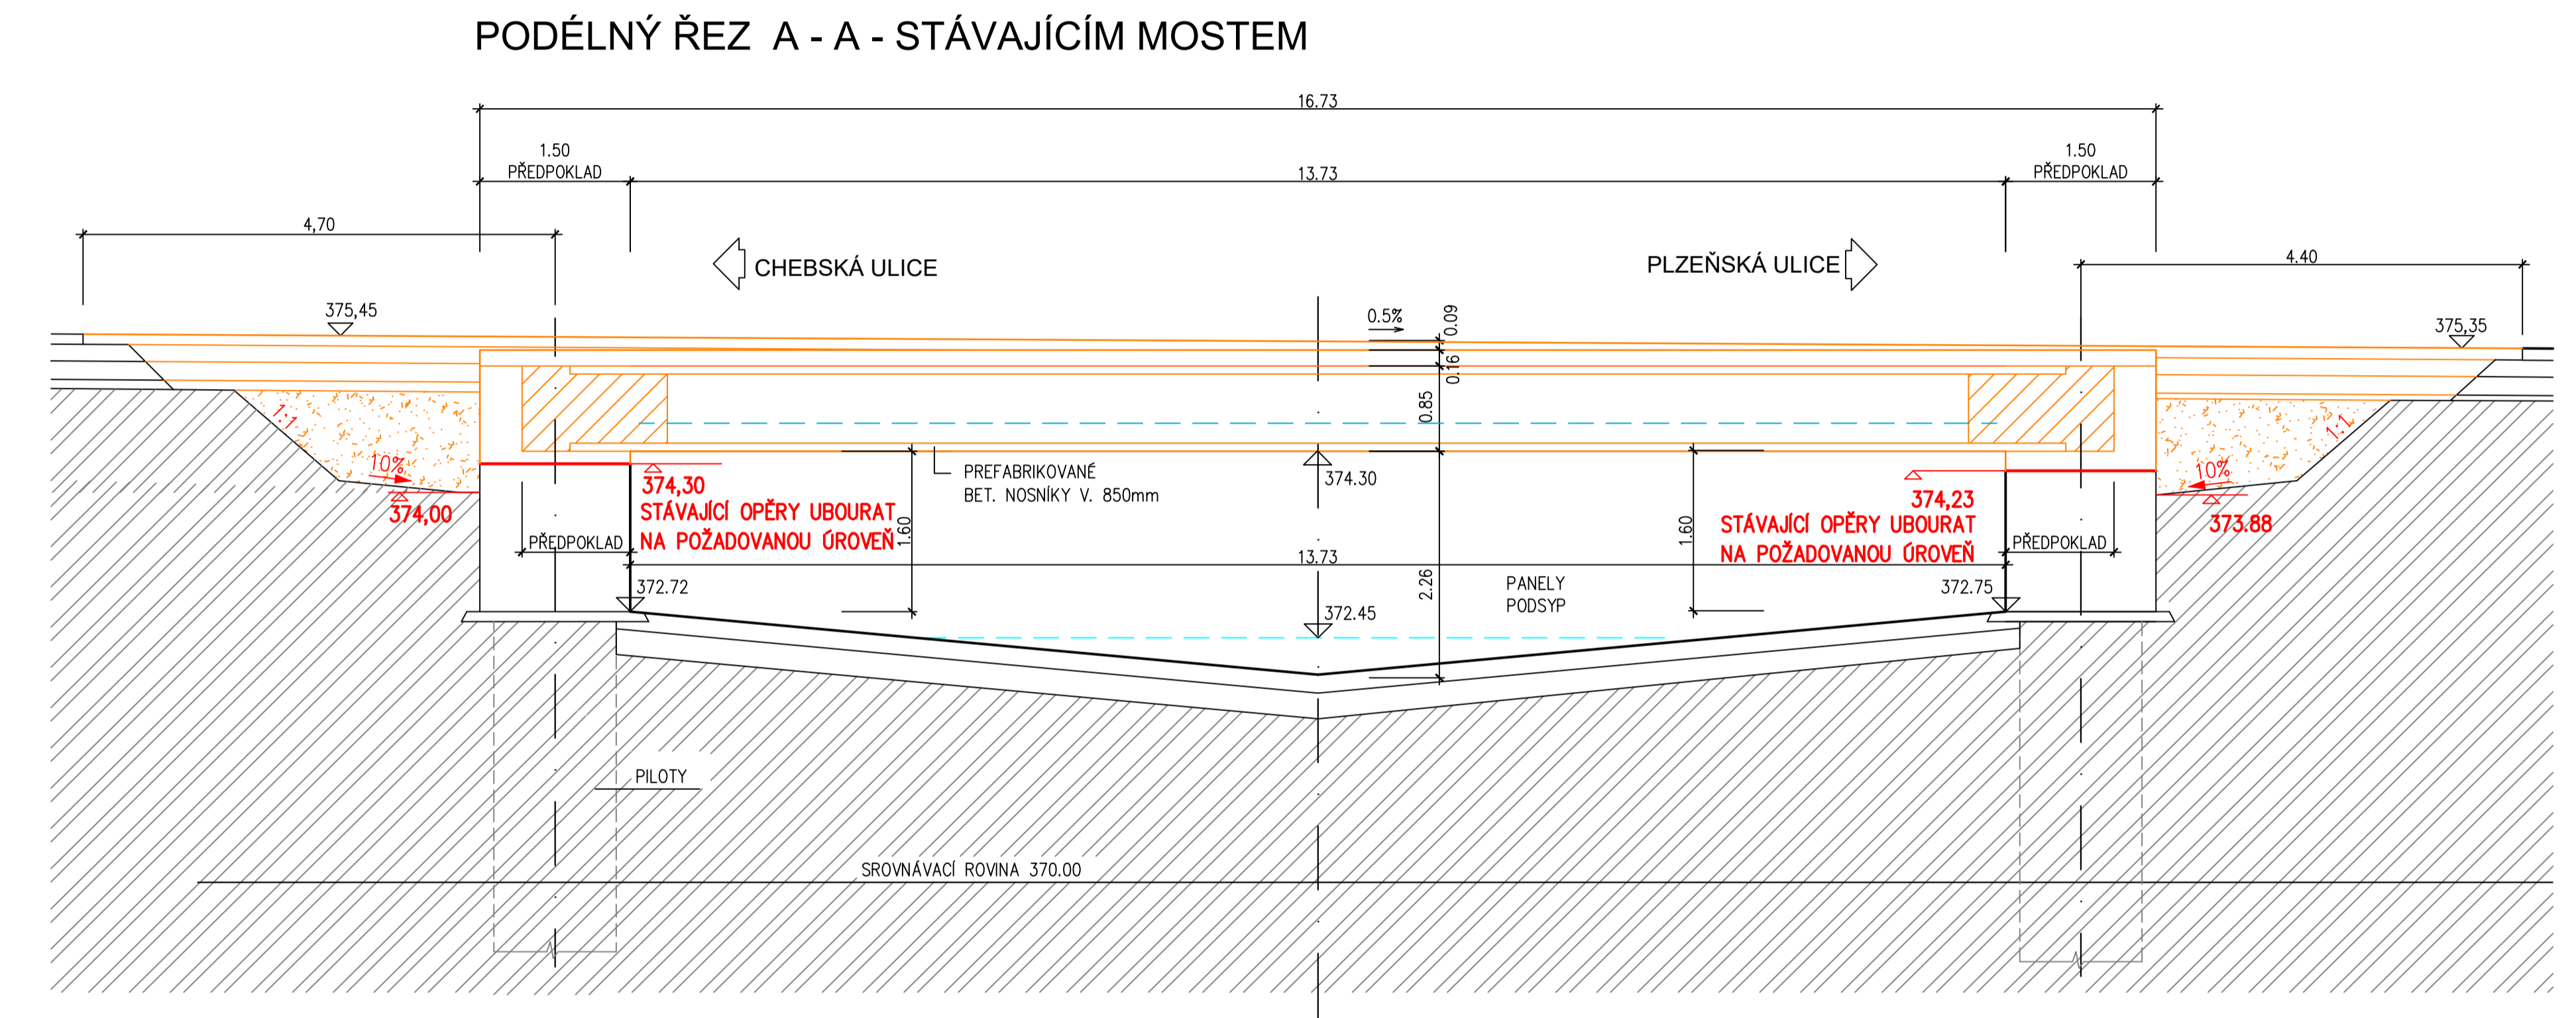 PODÉLNÝ ŘEZ A - A - STÁVAJÍCÍM MOSTEM
16.73
1.50
PŘEDPOKLAD
13.73
1.50
PŘEDPOKLAD
4,70
CHEBSKÁ ULICE
PLZEŇSKÁ ULICE
4.40
375,45
0.5%
0.09
375,35
0.16
0.85
1:1
1:1
10%
374,00
374,30
STÁVAJÍCÍ OPĚRY UBOURAT
NA POŽADOVANOU ÚROVEŇ
PREFABRIKOVANÉ
BET. NOSNÍKY V. 850mm
374.30
374,23
STÁVAJÍCÍ OPĚRY UBOURAT
NA POŽADOVANOU ÚROVEŇ
10%
373.88
PŘEDPOKLAD
1.60
1.60
PŘEDPOKLAD
13.73
2.26
372.72
372.45
PANELY
PODSYP
372.75
PILOTY
SROVNÁVACÍ ROVINA 370.00